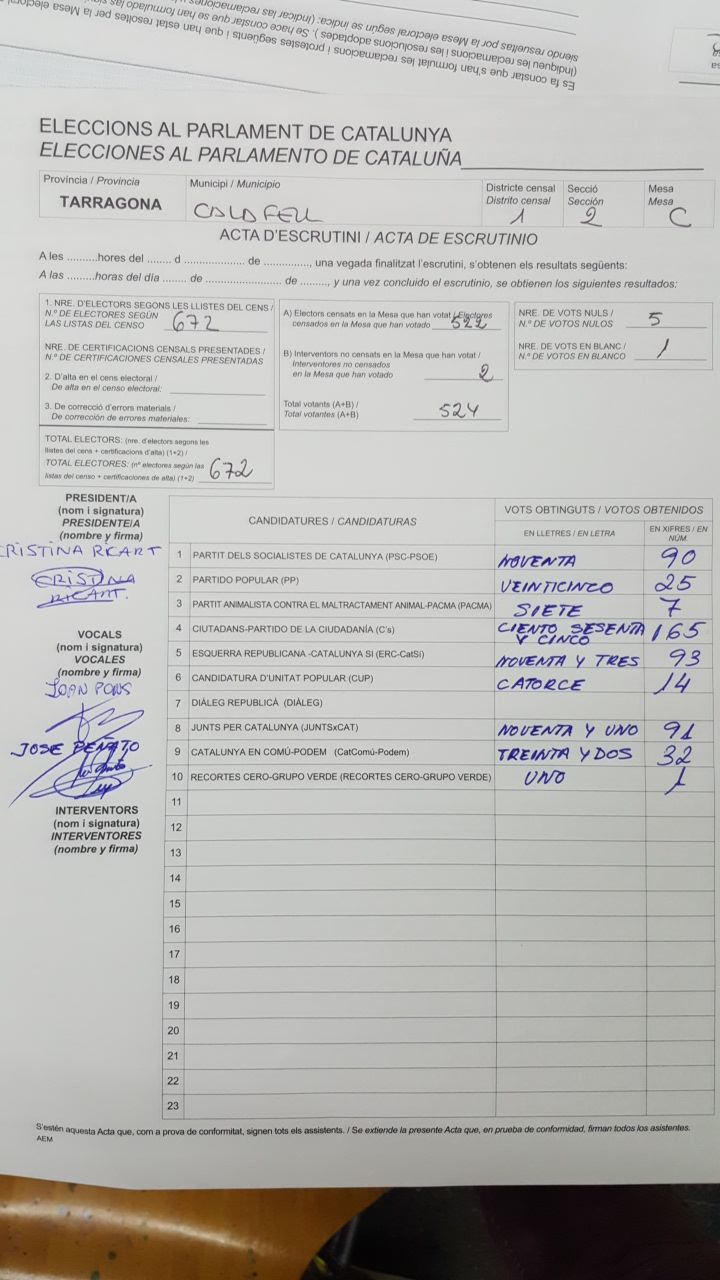 siendo resueltas por la Mesa electoral según se indica: (Indicar las reclamaciones
resoluciones adoptades ). Se hace constar que se han formulado las
(Indiqueu les reclamacions i les resolucions adoptades
Es fa constar que s'han formulat les reclamacions i protestes següents i que han estat resoltes per la Mesa
ELECCIONS AL PARLAMENT DE CATALUNYA
ELECCIONES AL PARLAMENTO DE CATALUÑA
Província / Provincia
TARRAGONA
Municipi / Municipio
CALAFELL
Districte censal
Distrito censal
1
Secció
Sección
2
Mesa
Mesa
C
ACTA D'ESCRUTINI / ACTA DE ESCRUTINIO
A les ..........hores del ........ d .................... de ..............., una vegada finalitzat l'escrutini, s'obtenen els resultats següents:
A las ..........horas del día ....... de ........................ de ........., y una vez concluido el escrutinio, se obtienen los siguientes resultados:
1. NRE. D'ELECTORS SEGONS LES LLISTES DEL CENS /
N.º DE ELECTORES SEGÚN
LAS LISTAS DEL CENSO
672
NRE. DE CERTIFICACIONS CENSALS PRESENTADES /
N.º DE CERTIFICACIONES CENSALES PRESENTADAS
2. D'alta en el cens electoral /
De alta en el censo electoral:
3. De correcció d'errors materials /
De corrección de errores materiales:
TOTAL ELECTORS: (nre. d'electors segons les
llistes del cens + certificacions d'alta) (1+2) /
TOTAL ELECTORES: (nº electores según las
listas del censo + certificaciones de alta) (1+2)
672
A) Electors censats en la Mesa que han votat / Electores
censados en la Mesa que han votado
522
B) Interventors no censats en la Mesa que han votat /
Interventores no censados
en la Mesa que han votado
2
Total votants (A+B) /
Total votantes (A+B)
524
NRE. DE VOTS NULS /
N.º DE VOTOS NULOS
5
NRE. DE VOTS EN BLANC /
N.º DE VOTOS EN BLANCO
1
PRESIDENT/A
(nom i signatura)
PRESIDENTE/A
(nombre y firma)
CRISTINA RICART
CRISTINA
RICART.
VOCALS
(nom i signatura)
VOCALES
(nombre y firma)
JOAN PONS
JOSE PEÑATO
INTERVENTORS
(nom i signatura)
INTERVENTORES
(nombre y firma)
CANDIDATURES / CANDIDATURAS
VOTS OBTINGUTS / VOTOS OBTENIDOS
EN LLETRES / EN LETRA
EN XIFRES / EN NÚM.
1 PARTIT DELS SOCIALISTES DE CATALUNYA (PSC-PSOE) NOVENTA 90
2 PARTIDO POPULAR (PP) VEINTICINCO 25
3 PARTIT ANIMALISTA CONTRA EL MALTRACTAMENT ANIMAL-PACMA (PACMA) SIETE 7
4 CIUTADANS-PARTIDO DE LA CIUDADANÍA (C's) CIENTO SESENTA Y CINCO 165
5 ESQUERRA REPUBLICANA -CATALUNYA SÍ (ERC-CatSí) NOVENTA Y TRES 93
6 CANDIDATURA D'UNITAT POPULAR (CUP) CATORCE 14
7 DIÀLEG REPUBLICÀ (DIÀLEG)
8 JUNTS PER CATALUNYA (JUNTSxCAT) NOVENTA Y UNO 91
9 CATALUNYA EN COMÚ-PODEM (CatComú-Podem) TREINTA Y DOS 32
10 RECORTES CERO-GRUPO VERDE (RECORTES CERO-GRUPO VERDE) UNO 1
11
12
13
14
15
16
17
18
19
20
21
22
23
S'estén aquesta Acta que, com a prova de conformitat, signen tots els assistents. / Se extiende la presente Acta que, en prueba de conformidad, firman todos los asistentes.
AEM